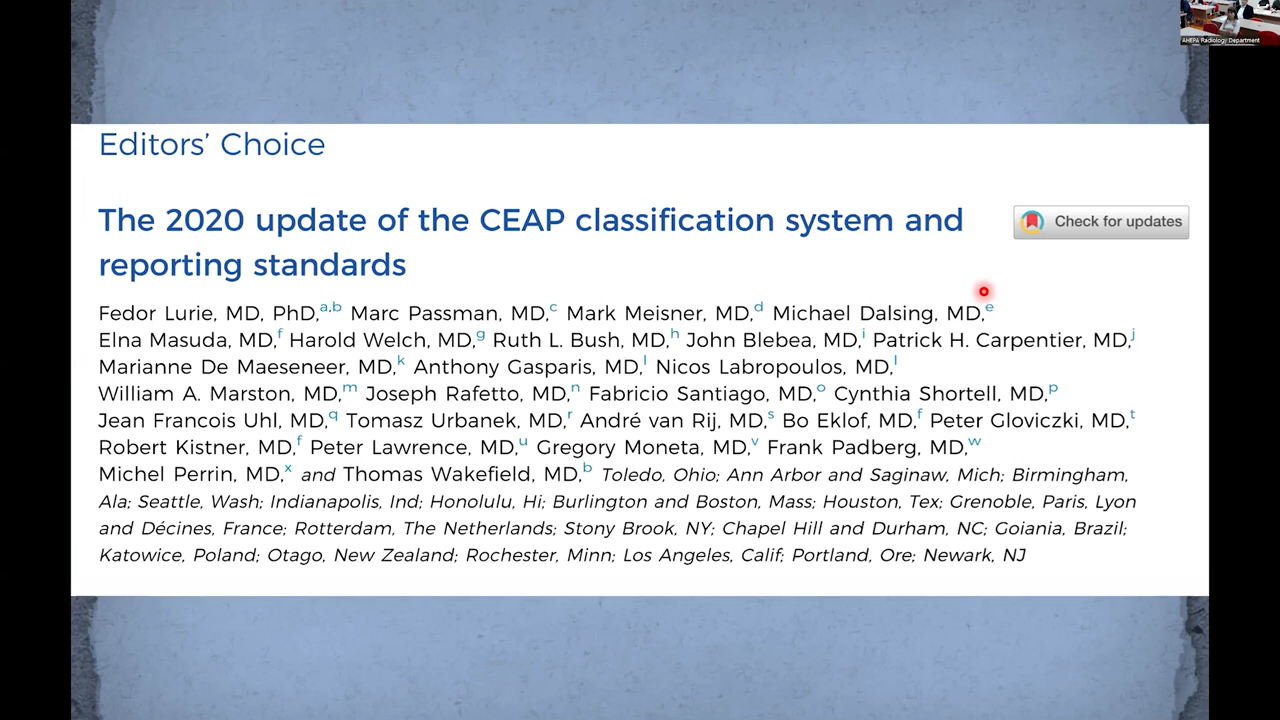 AHEPA Radiology Department
Editors’ Choice
The 2020 update of the CEAP classification system and
reporting standards
Check for updates
Fedor Lurie, MD, PhD,a,b Marc Passman, MD,c Mark Meisner, MD,d Michael Dalsing, MD,e
Elna Masuda, MD,f Harold Welch, MD,g Ruth L. Bush, MD,h John Blebea, MD,i Patrick H. Carpentier, MD,j
Marianne De Maeseneer, MD,k Anthony Gasparis, MD,l Nicos Labropoulos, MD,l
William A. Marston, MD,m Joseph Rafetto, MD,n Fabricio Santiago, MD,o Cynthia Shortell, MD,p
Jean Francois Uhl, MD,q Tomasz Urbanek, MD,r André van Rij, MD,s Bo Eklof, MD,f Peter Gloviczki, MD,t
Robert Kistner, MD,f Peter Lawrence, MD,u Gregory Moneta, MD,v Frank Padberg, MD,w
Michel Perrin, MD,x and Thomas Wakefield, MD,b Toledo, Ohio; Ann Arbor and Saginaw, Mich; Birmingham,
Ala; Seattle, Wash; Indianapolis, Ind; Honolulu, Hi; Burlington and Boston, Mass; Houston, Tex; Grenoble, Paris, Lyon
and Décines, France; Rotterdam, The Netherlands; Stony Brook, NY; Chapel Hill and Durham, NC; Goiania, Brazil;
Katowice, Poland; Otago, New Zealand; Rochester, Minn; Los Angeles, Calif; Portland, Ore; Newark, NJ